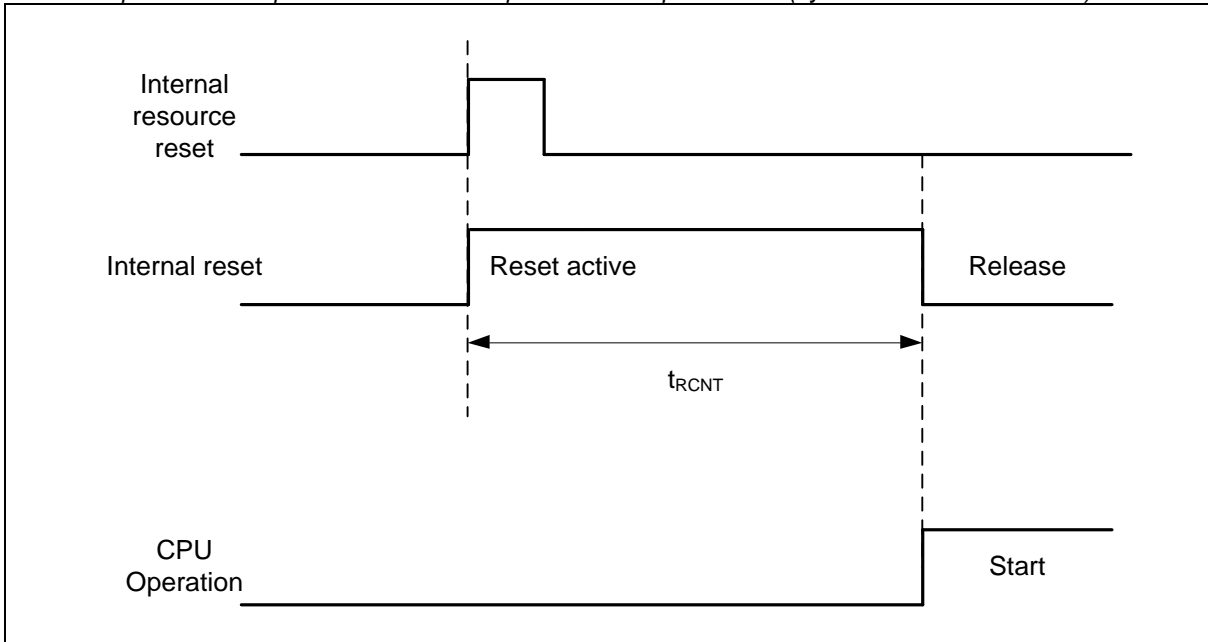 Internal
resource
reset
Internal reset
Reset active
Release
tRCNT
CPU
Operation
Start